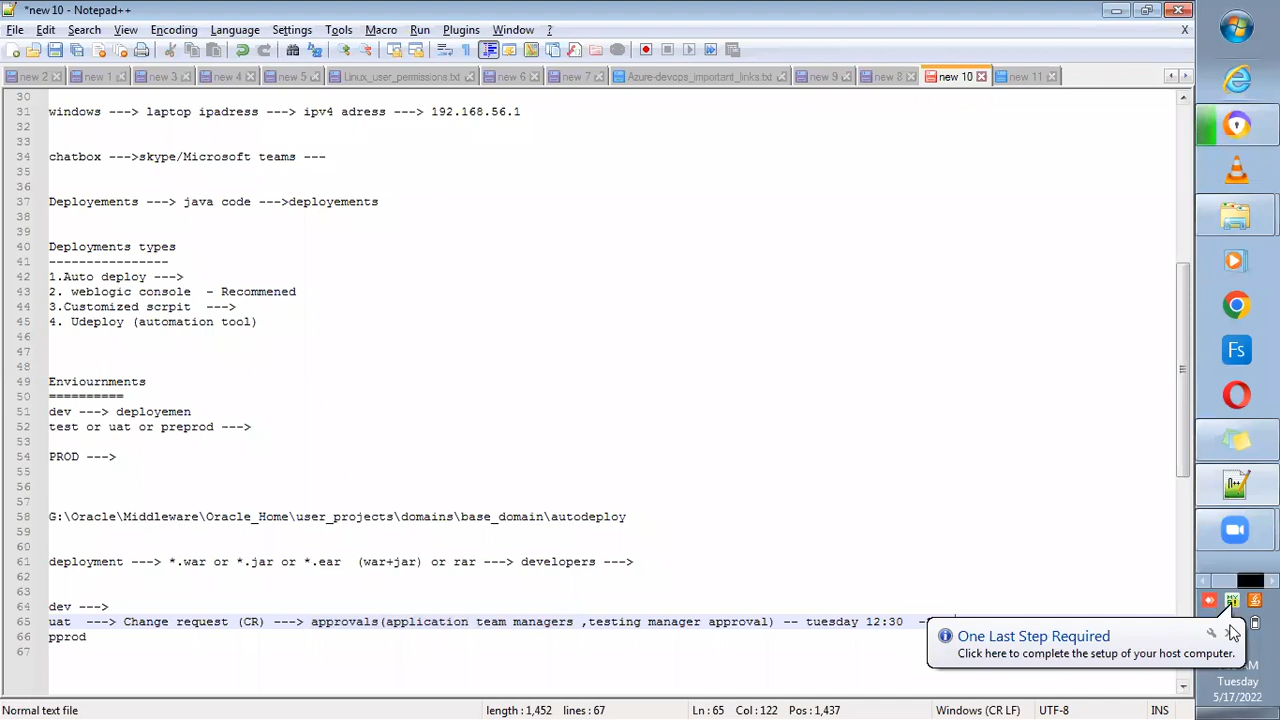 *new 10 - Notepad++
File Edit Search View Encoding Language Settings Tools Macro Run Plugins Window ? X
new 2 new 1 new 3 new 4 new 5 Linux_user_permissions.txt new 6 new 7 Azure-devops_important_links.txt new 9 new 8 new 10 new 11
30
31 windows ---> laptop ipadress ---> ipv4 adress ---> 192.168.56.1
32
33
34 chatbox --->skype/Microsoft teams ---
35
36
37 Deployements ---> java code --->deployements
38
39
40 Deployments types
41 ----------------
42 1.Auto deploy --->
43 2. weblogic console - Recommened
44 3.Customized scrpit --->
45 4. Udeploy (automation tool)
46
47
48
49 Enviournments
50 ==========
51 dev ---> deployemen
52 test or uat or preprod --->
53
54 PROD --->
55
56
57
58 G:\Oracle\Middleware\Oracle_Home\user_projects\domains\base_domain\autodeploy
59
60
61 deployment ---> *.war or *.jar or *.ear (war+jar) or rar ---> developers --->
62
63
64 dev --->
65 uat ---> Change request (CR) ---> approvals(application team managers ,testing manager approval) -- tuesday 12:30 -
66 pprod
67
One Last Step Required
Click here to complete the setup of your host computer.
Fs
Tuesday
5/17/2022
Normal text file length: 1,459 lines: 67 Ln: 65 Col: 122 Pos: 1,437 Windows (CR LF) UTF-8 INS